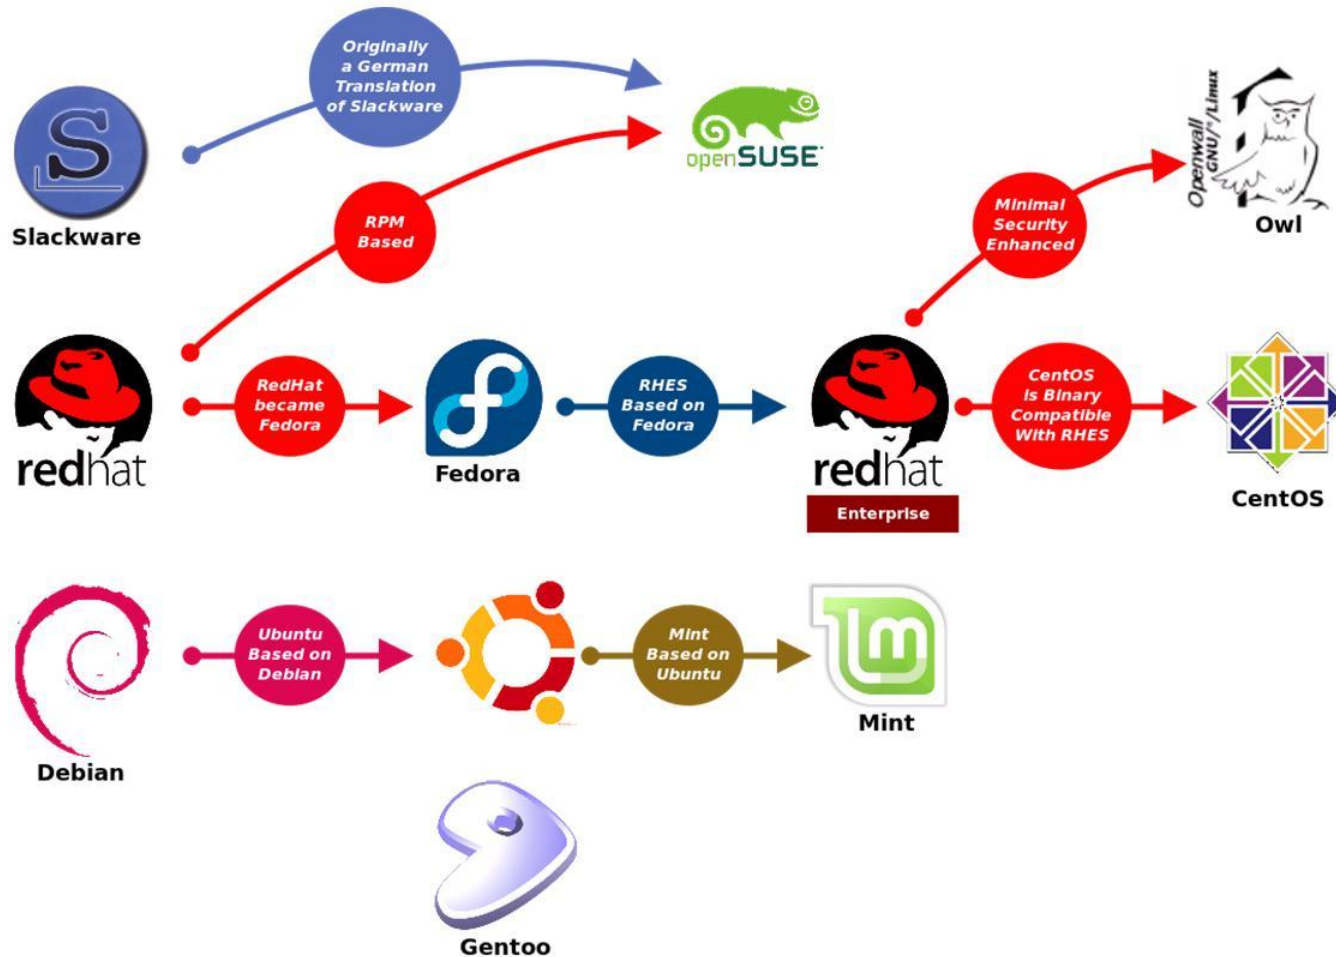 Originally
a German
Translation
of Slackware
S
Slackware
openSUSE
RPM
Based
Minimal
Security
Enhanced
Openwall
GNU/*/Linux
Owl
redhat
RedHat
became
Fedora
Fedora
RHES
Based on
Fedora
redhat
Enterprise
CentOS
is Binary
Compatible
With RHES
CentOS
Debian
Ubuntu
Based on
Debian
Mint
Based on
Ubuntu
lm
Mint
Gentoo